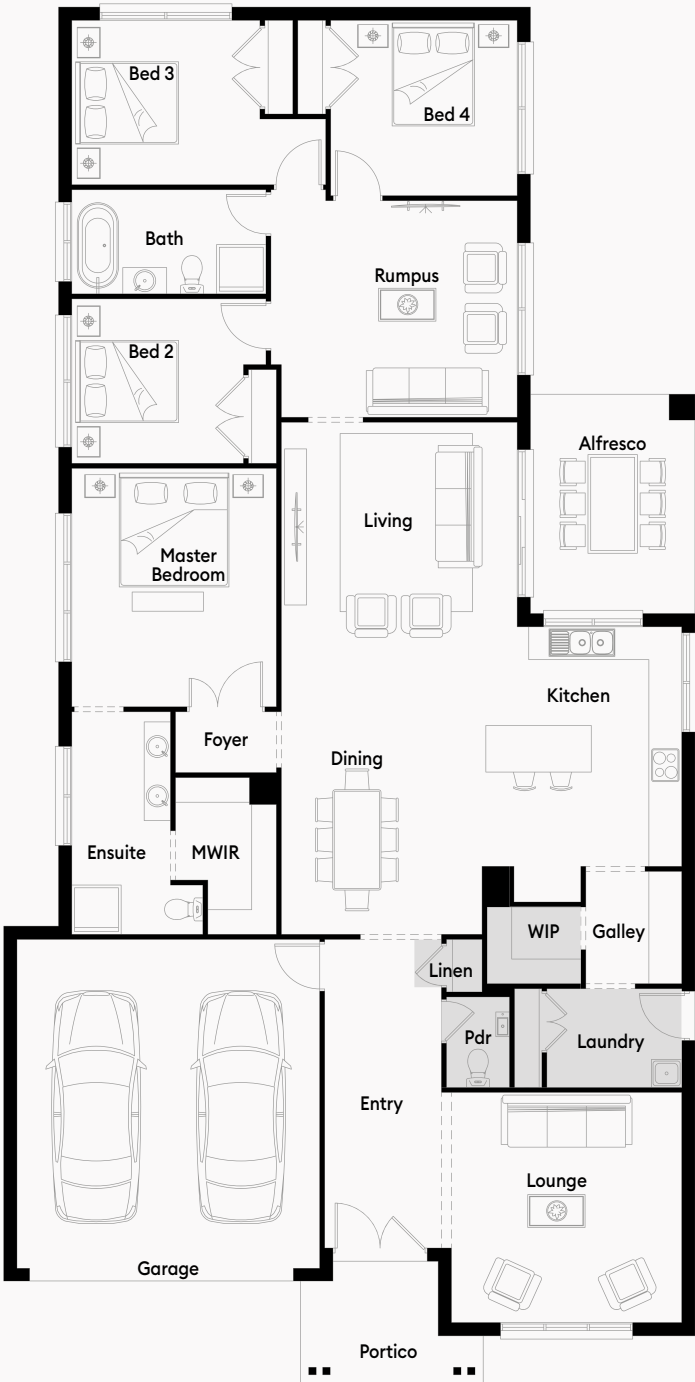 Bed 3
Bed 4
Bath
Rumpus
Bed 2
Alfresco
Living
Master
Bedroom
Kitchen
Foyer
Dining
Ensuite
MWIR
WIP
Galley
Linen
Pdr
Laundry
Entry
Lounge
Garage
Portico